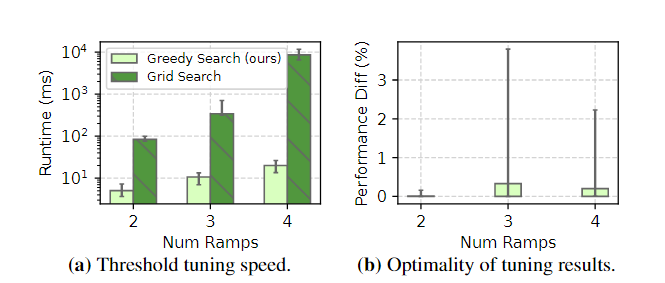 Greedy Search (ours)
Grid Search
Runtime (ms)
10⁴
10³
10²
10¹
2
3
4
Num Ramps
(a) Threshold tuning speed.
Performance Diff (%)
3
2
1
0
2
3
4
Num Ramps
(b) Optimality of tuning results.